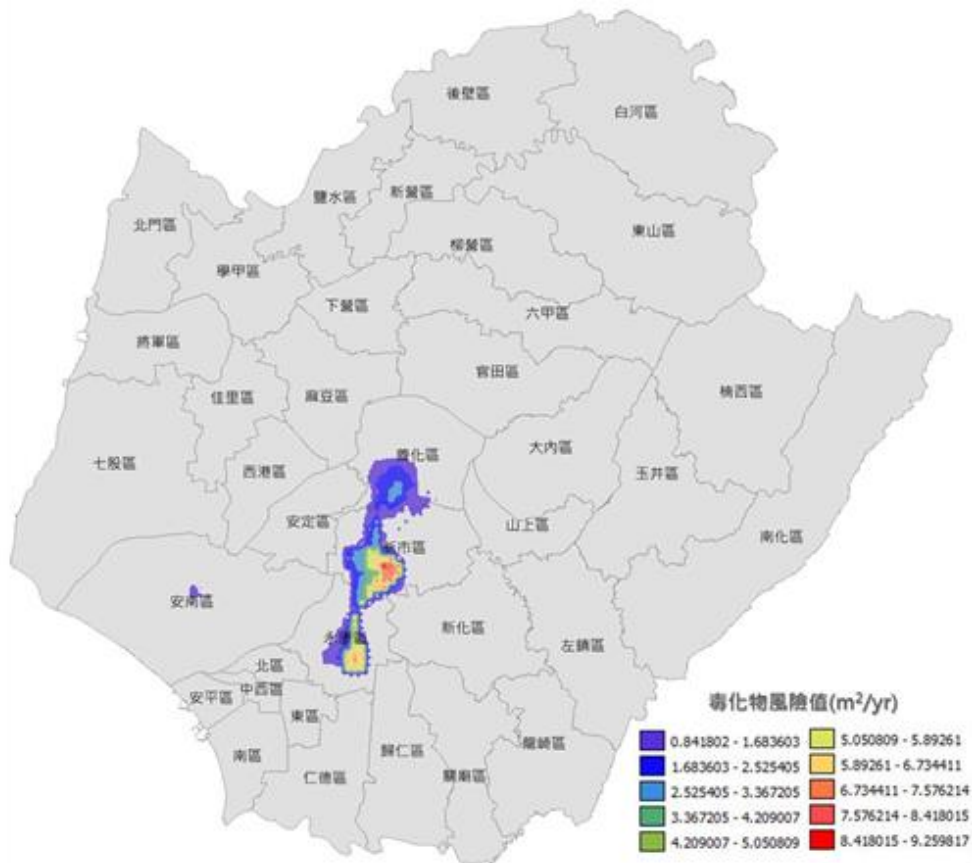 後壁區
白河區
新營區
鹽水區
北門區
東山區
柳營區
學甲區
下營區
六甲區
將軍區
官田區
楠西區
佳里區
麻豆區
大內區
善化區
七股區
西港區
玉井區
安定區
山上區
南化區
新市區
安南區
新化區
左鎮區
永康區
北區
安平區
中西區
東區
南區
歸仁區
龍崎區
仁德區
關廟區
毒化物風險值(m²/yr)
0.841802 - 1.683603
1.683603 - 2.525405
2.525405 - 3.367205
3.367205 - 4.209007
4.209007 - 5.050809
5.050809 - 5.89261
5.89261 - 6.734411
6.734411 - 7.576214
7.576214 - 8.418015
8.418015 - 9.259817